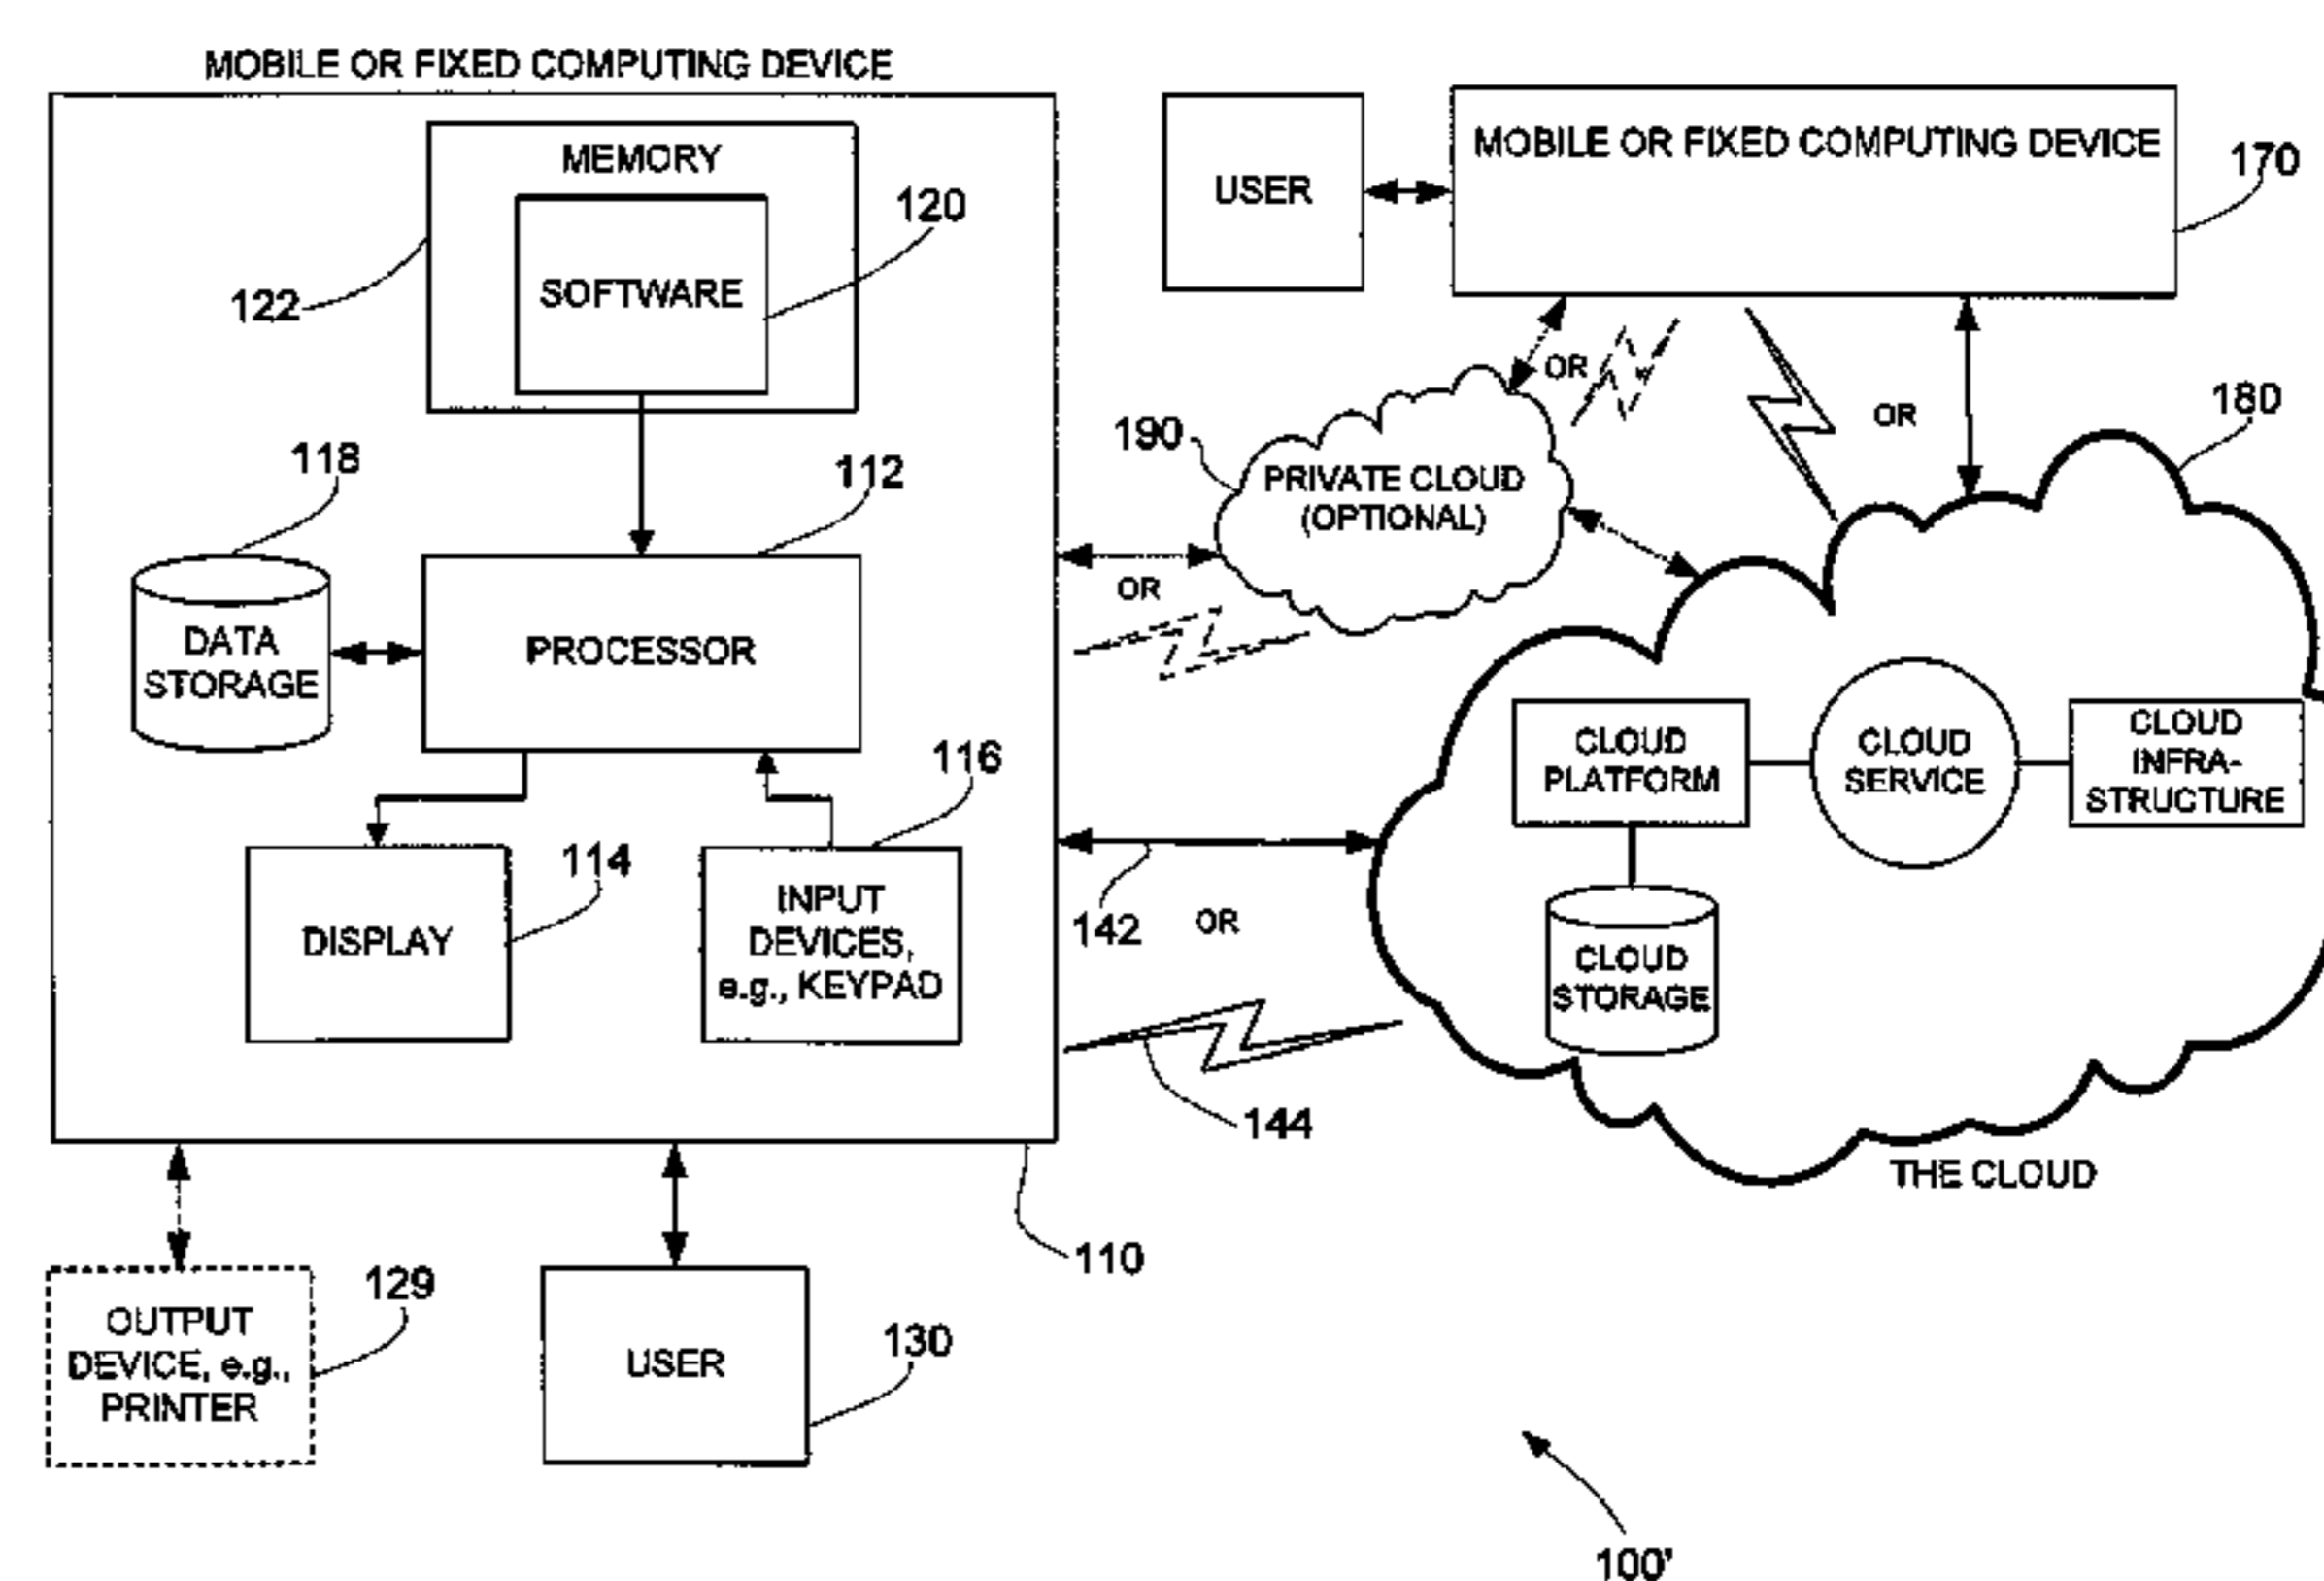 MOBILE OR FIXED COMPUTING DEVICE
MEMORY
SOFTWARE
120
122
118
112
DATA
STORAGE
PROCESSOR
116
114
DISPLAY
INPUT
DEVICES,
e.g., KEYPAD
110
129
OUTPUT
DEVICE, e.g.,
PRINTER
USER
130
USER
MOBILE OR FIXED COMPUTING DEVICE
170
OR
OR
180
190
PRIVATE CLOUD
(OPTIONAL)
OR
CLOUD
PLATFORM
CLOUD
SERVICE
CLOUD
INFRA-
STRUCTURE
CLOUD
STORAGE
142
OR
144
THE CLOUD
100'